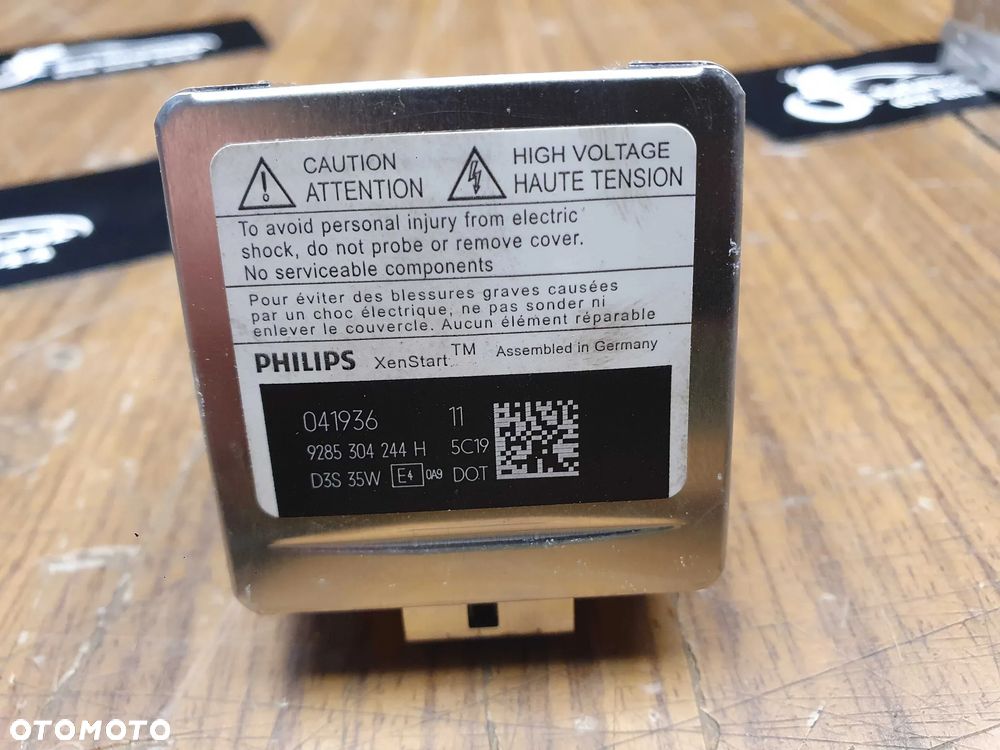 CAUTION
ATTENTION
HIGH VOLTAGE
HAUTE TENSION
To avoid personal injury from electric
shock, do not probe or remove cover.
No serviceable components
Pour éviter des blessures graves causées
par un choc électrique, ne pas sonder ni
enlever le couvercle. Aucun élément réparable
PHILIPS XenStart™ Assembled in Germany
041936 11
9285 304 244 H 5C19
D3S 35W E4 0A9 DOT
OTOMOTO